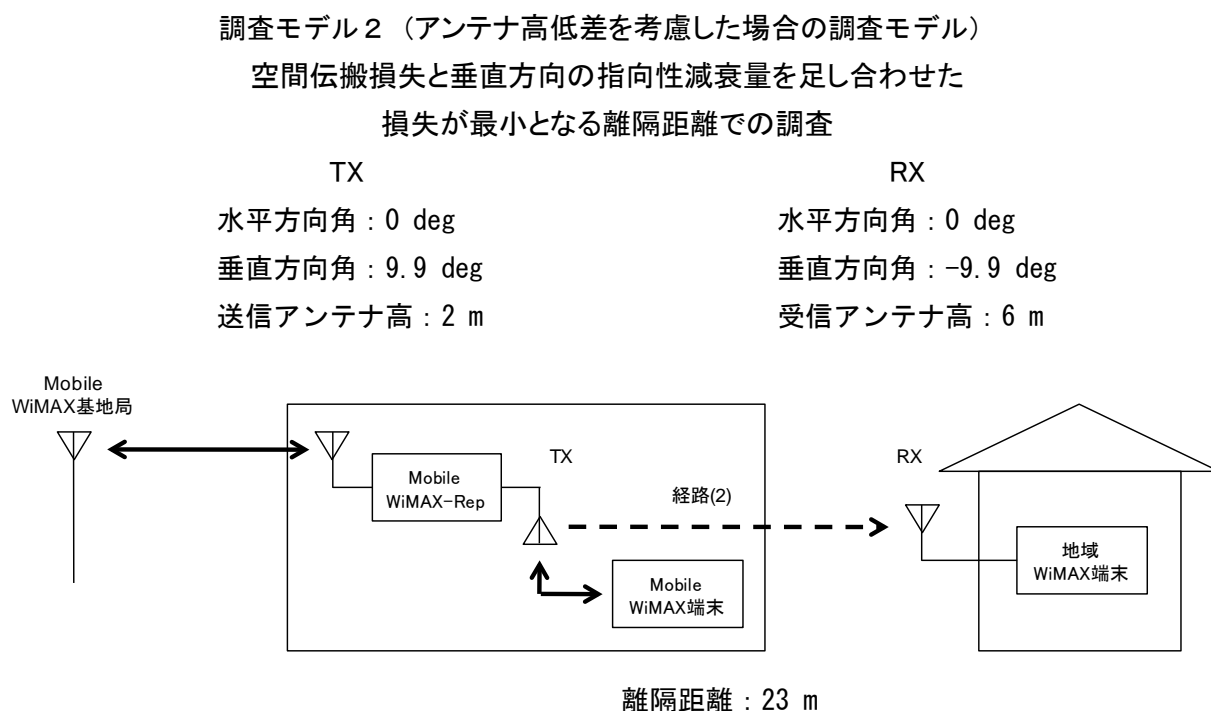 調査モデル２ （アンテナ高低差を考慮した場合の調査モデル）
空間伝搬損失と垂直方向の指向性減衰量を足し合わせた
損失が最小となる離隔距離での調査
TX
水平方向角：0 deg
垂直方向角：9.9 deg
送信アンテナ高：2 m
RX
水平方向角：0 deg
垂直方向角：-9.9 deg
受信アンテナ高：6 m
Mobile
WiMAX基地局
Mobile
WiMAX-Rep
TX
経路(2)
RX
Mobile
WiMAX端末
地域
WiMAX端末
離隔距離：23 m